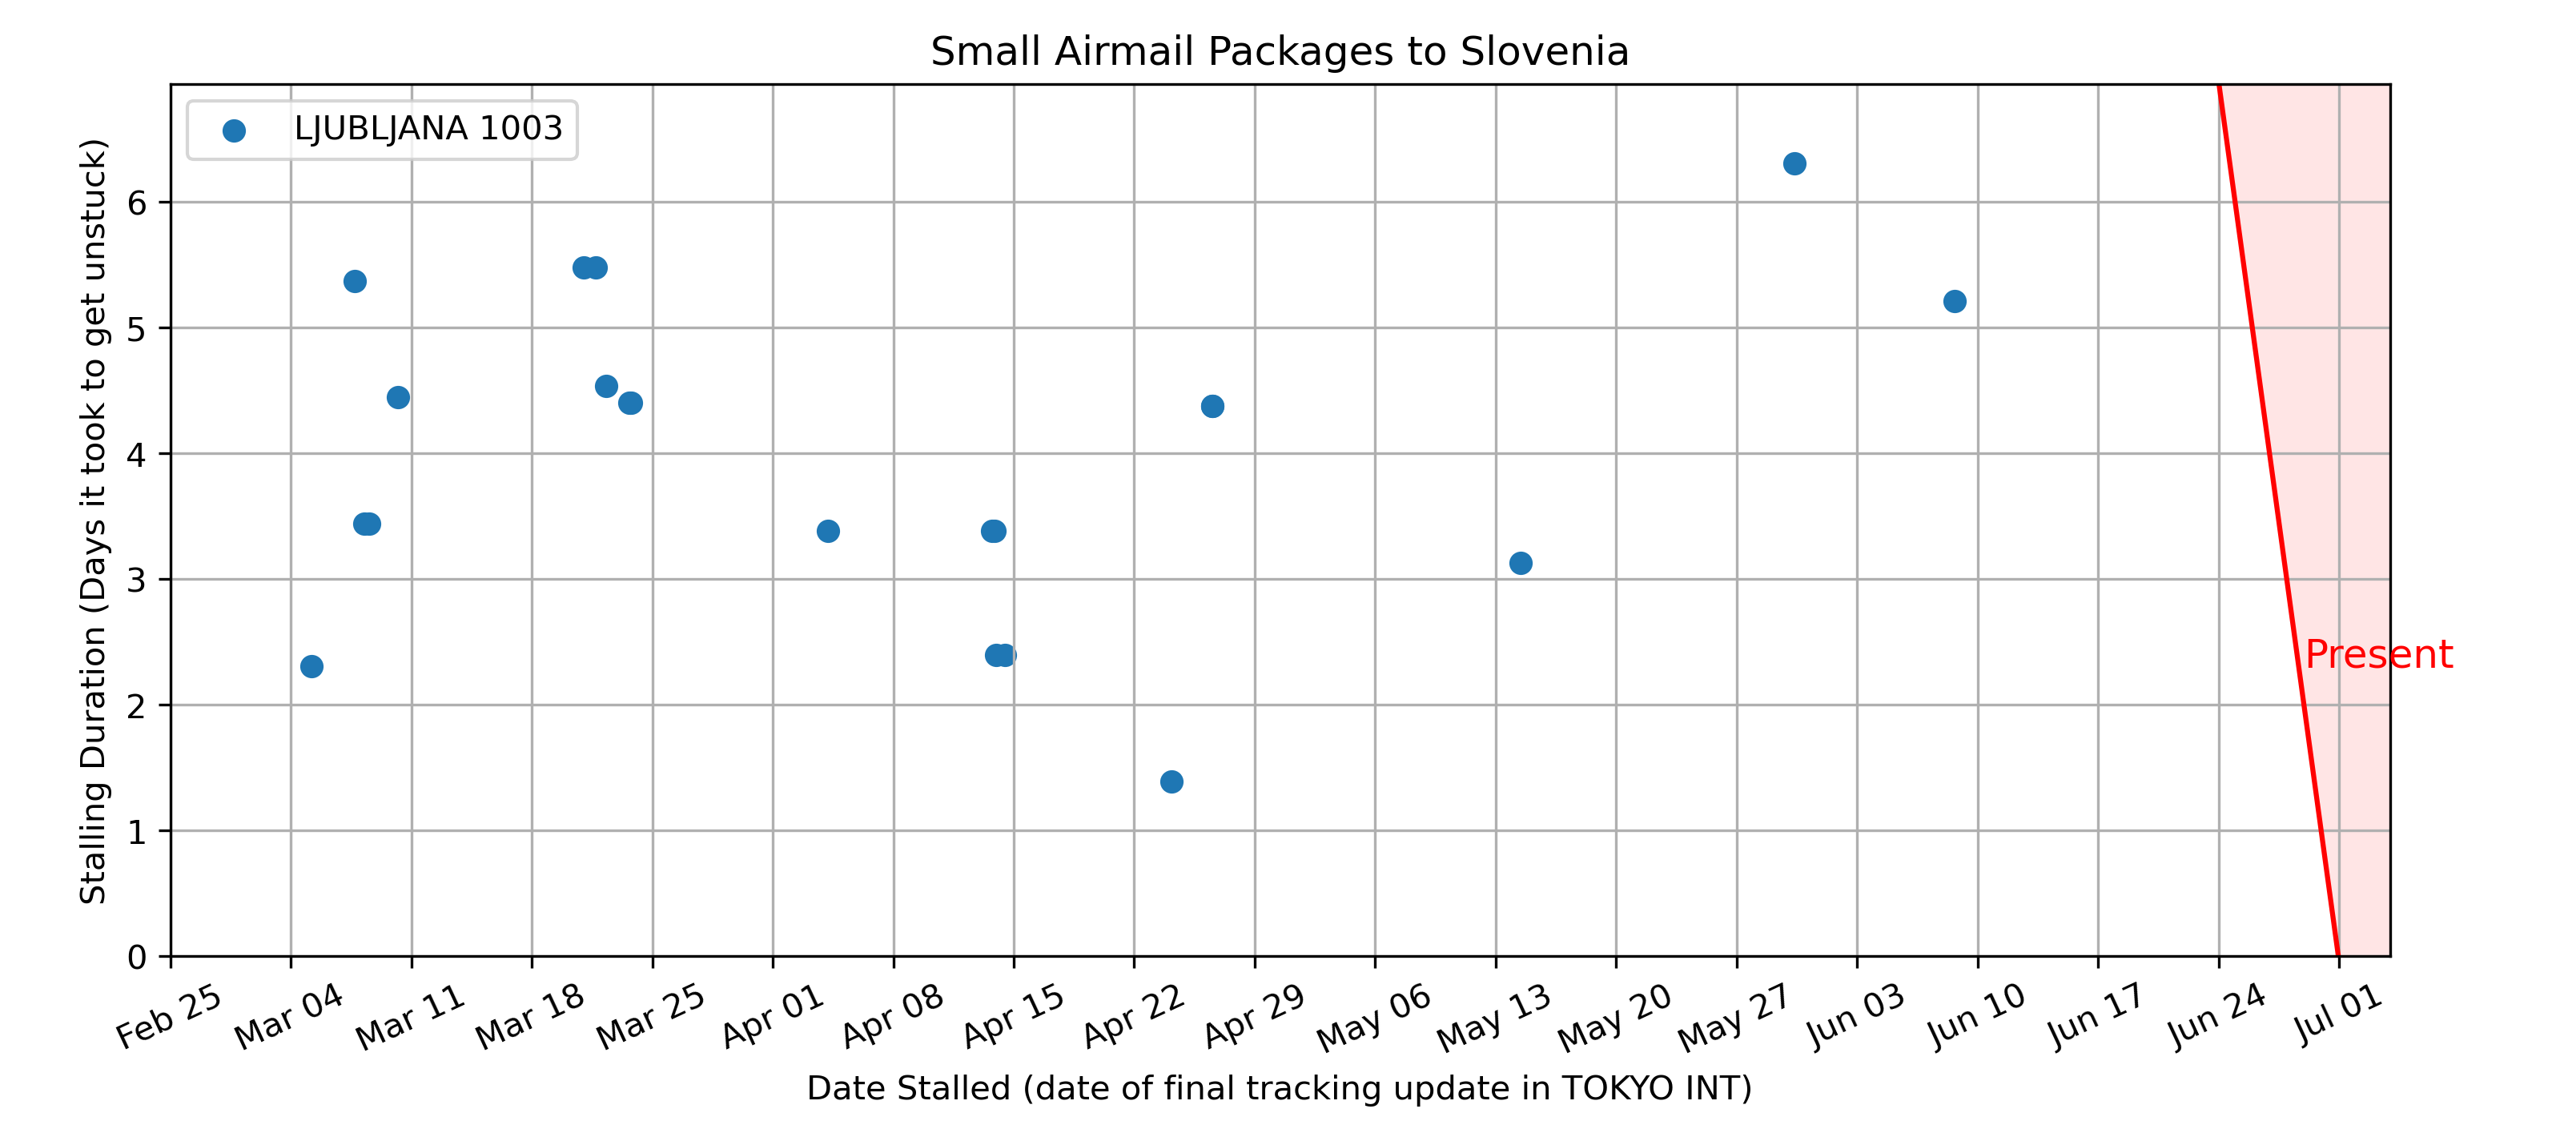 Small Airmail Packages to Slovenia
LJUBLJANA 1003
Stalling Duration (Days it took to get unstuck)
6
5
4
3
2
1
0
Present
Feb 25
Mar 04
Mar 11
Mar 18
Mar 25
Apr 01
Apr 08
Apr 15
Apr 22
Apr 29
May 06
May 13
May 20
May 27
Jun 03
Jun 10
Jun 17
Jun 24
Jul 01
Date Stalled (date of final tracking update in TOKYO INT)